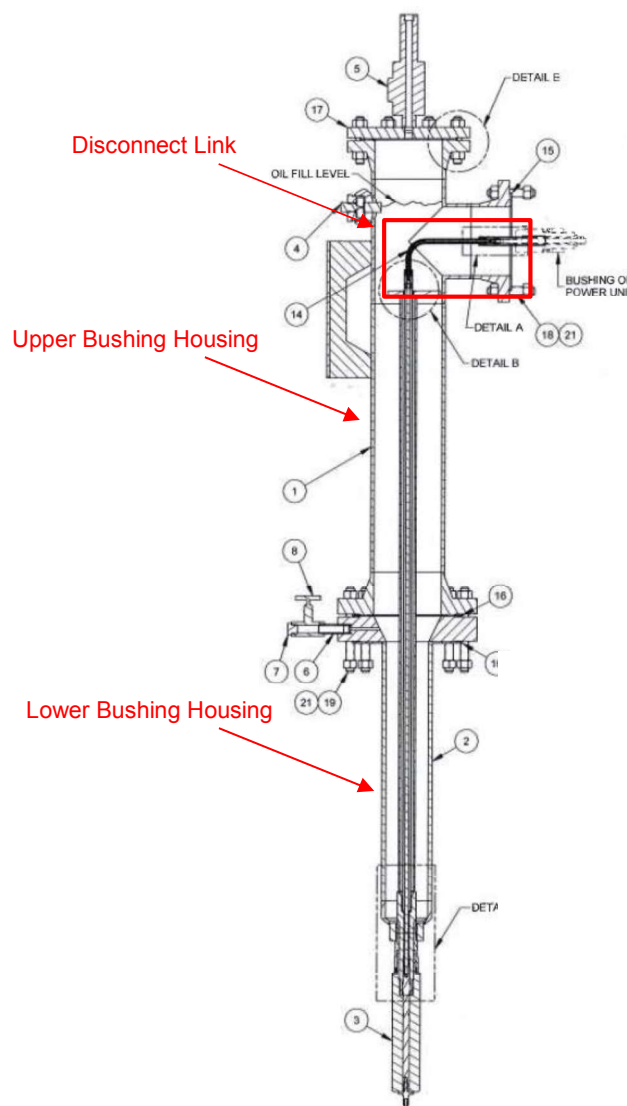 5
DETAIL E
17
Disconnect Link
15
OIL FILL LEVEL
4
BUSHING O
POWER UNI
14
DETAIL A
18 21
DETAIL B
Upper Bushing Housing
1
8
16
7
6
21 19
Lower Bushing Housing
2
DETA
3